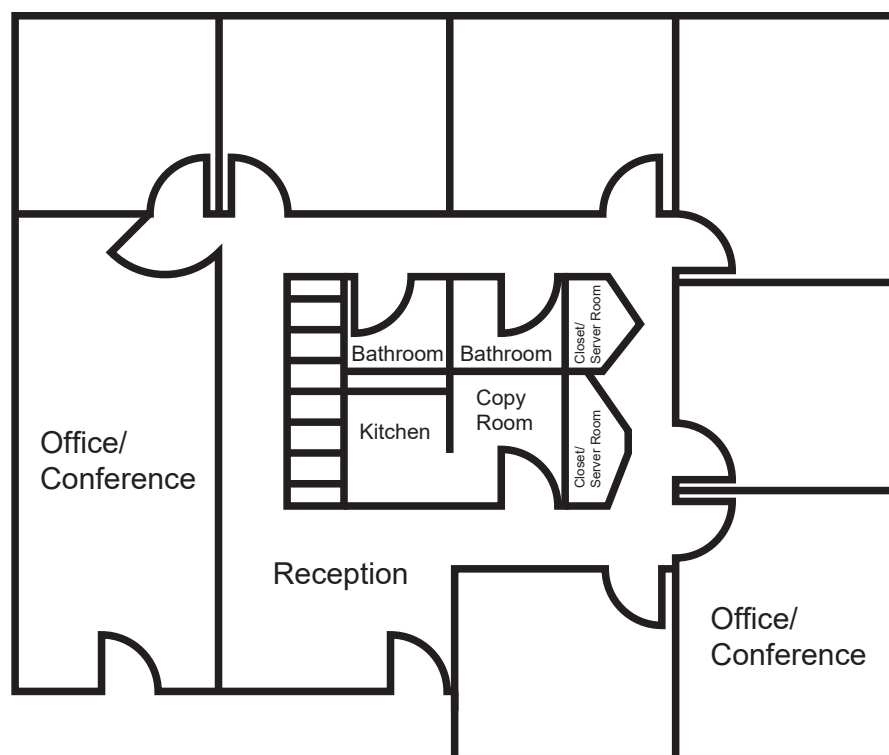 Bathroom
Bathroom
Closet/
Server Room
Kitchen
Copy
Room
Closet/
Server Room
Office/
Conference
Reception
Office/
Conference